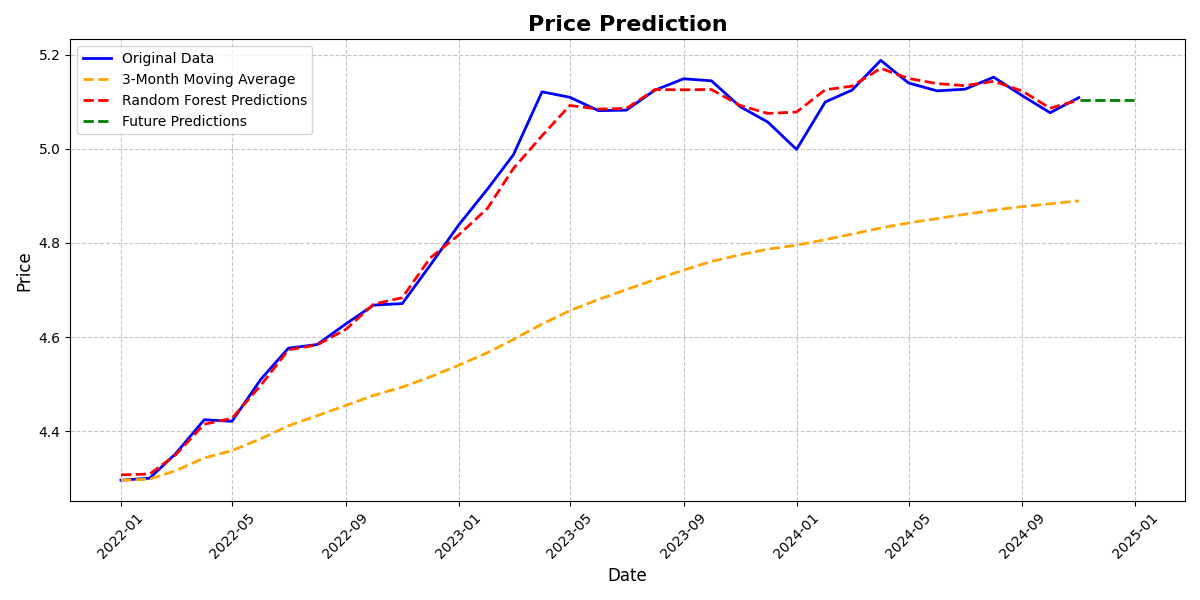 Price Prediction
Original Data
3-Month Moving Average
Random Forest Predictions
Future Predictions
5.2
5.0
4.8
4.6
4.4
Price
2022-01
2022-05
2022-09
2023-01
2023-05
2023-09
2024-01
2024-05
2024-09
2025-01
Date